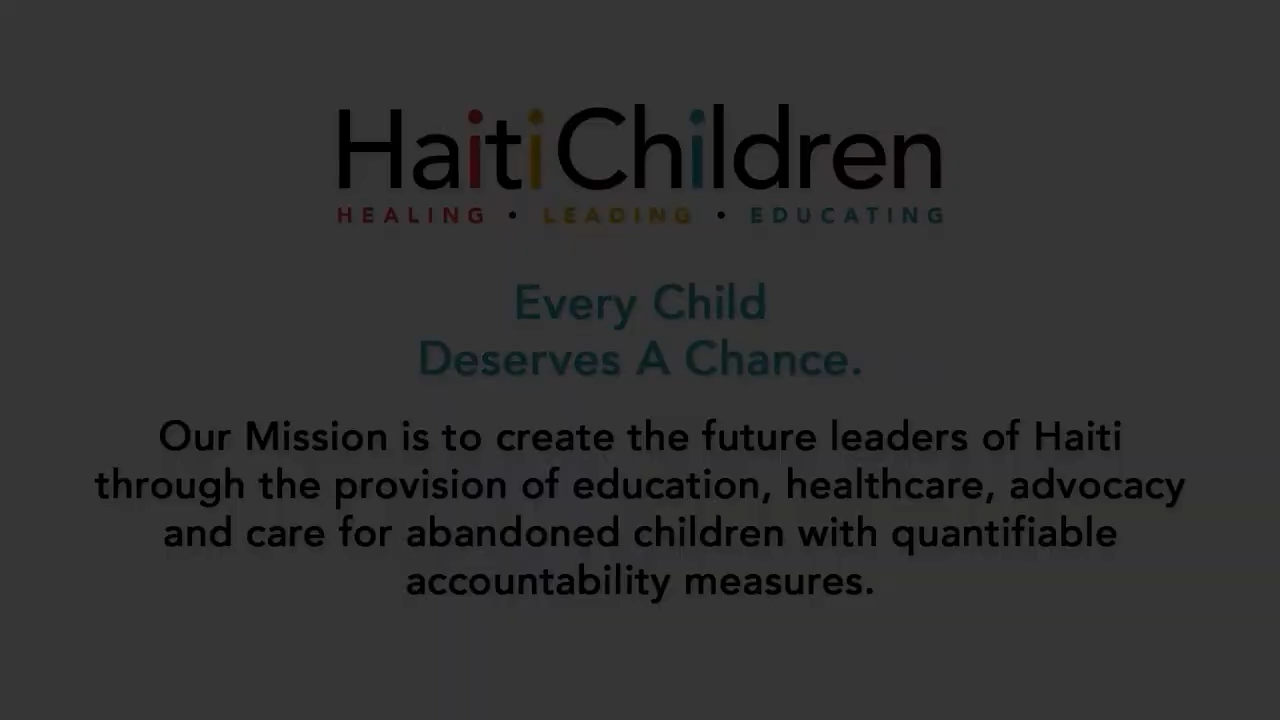 HaitiChildren
HEALING • LEADING • EDUCATING
Every Child
Deserves A Chance.
Our Mission is to create the future leaders of Haiti
through the provision of education, healthcare, advocacy
and care for abandoned children with quantifiable
accountability measures.